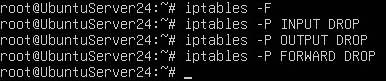 root@UbuntuServer24:~# iptables -F
root@UbuntuServer24:~# iptables -P INPUT DROP
root@UbuntuServer24:~# iptables -P OUTPUT DROP
root@UbuntuServer24:~# iptables -P FORWARD DROP
root@UbuntuServer24:~# _